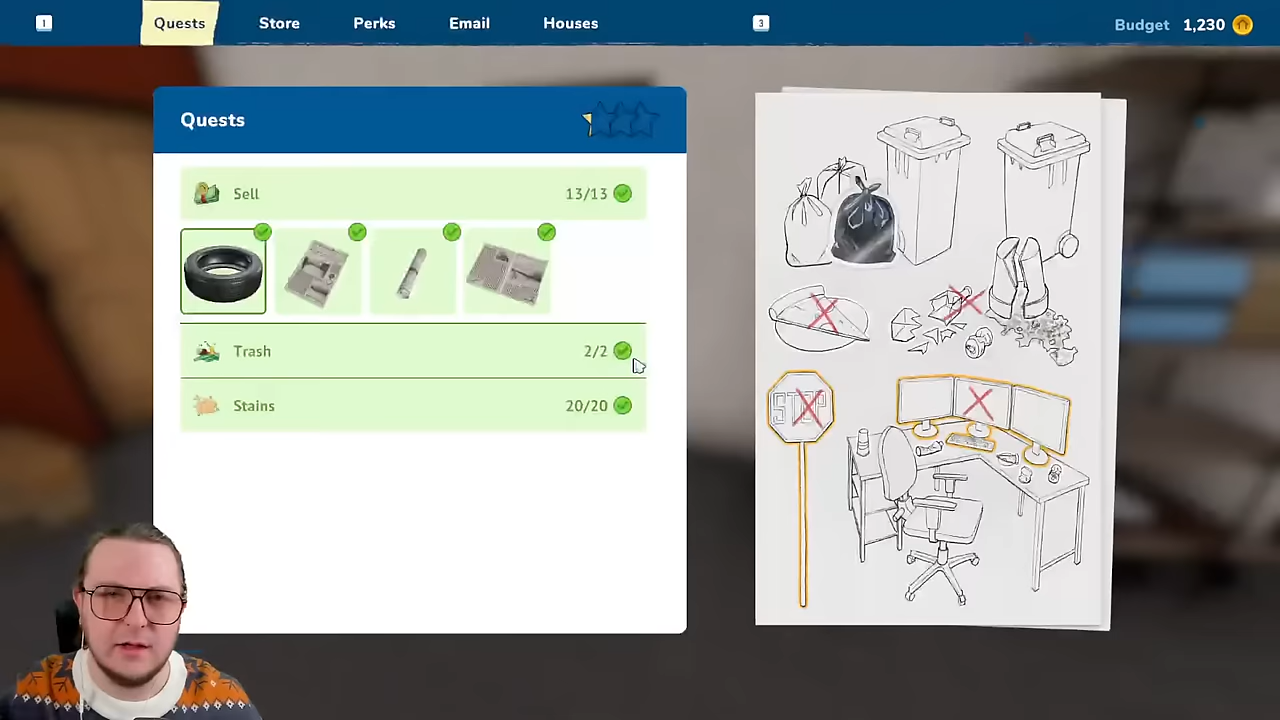 1 Quests Store Perks Email Houses 3 Budget 1,230
Quests
Sell 13/13
Trash 2/2
Stains 20/20
STOP